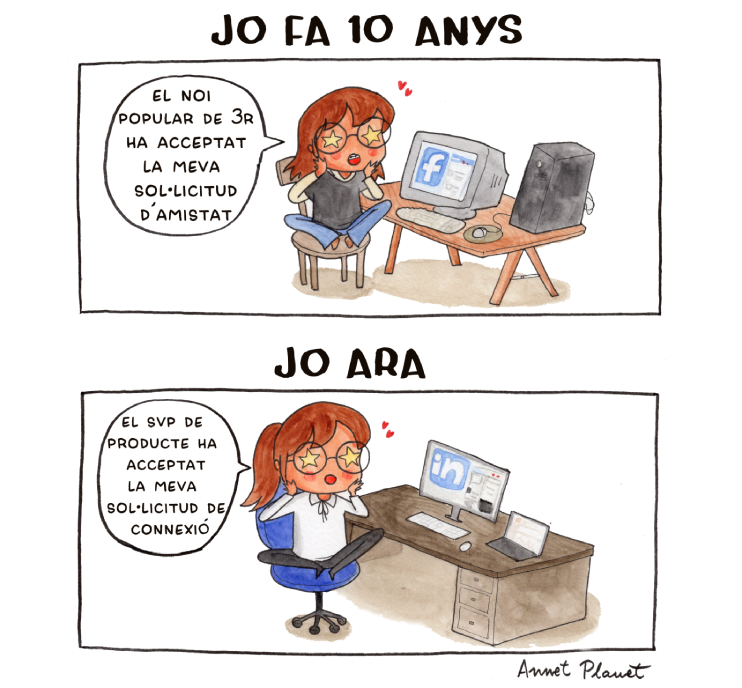 JO FA 10 ANYS
EL NOI
POPULAR DE 3R
HA ACCEPTAT
LA MEVA
SOL·LICITUD
D'AMISTAT
f
JO ARA
EL SVP DE
PRODUCTE HA
ACCEPTAT
LA MEVA
SOL·LICITUD DE
CONNEXIÓ
in
Annet Planet